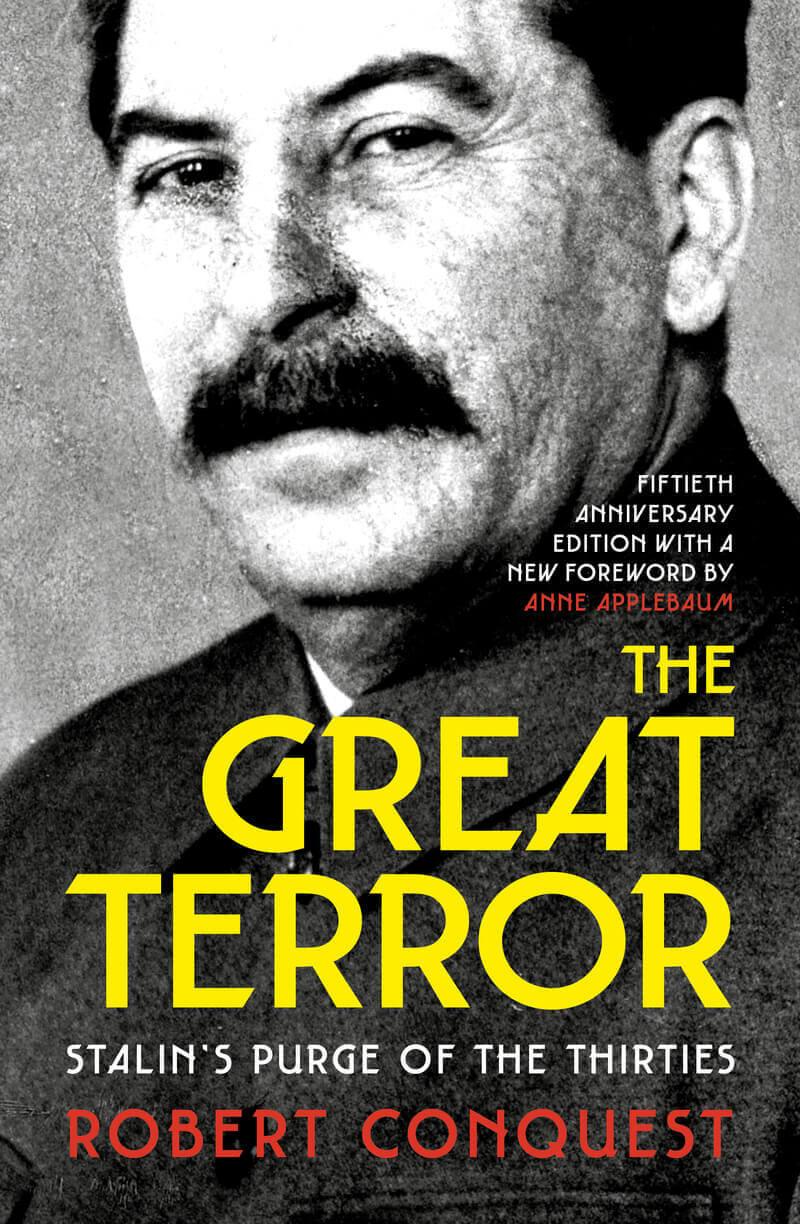 FIFTIETH
ANNIVERSARY
EDITION WITH A
NEW FOREWORD BY
ANNE APPLEBAUM
THE
GREAT
TERROR
STALIN'S PURGE OF THE THIRTIES
ROBERT CONQUEST